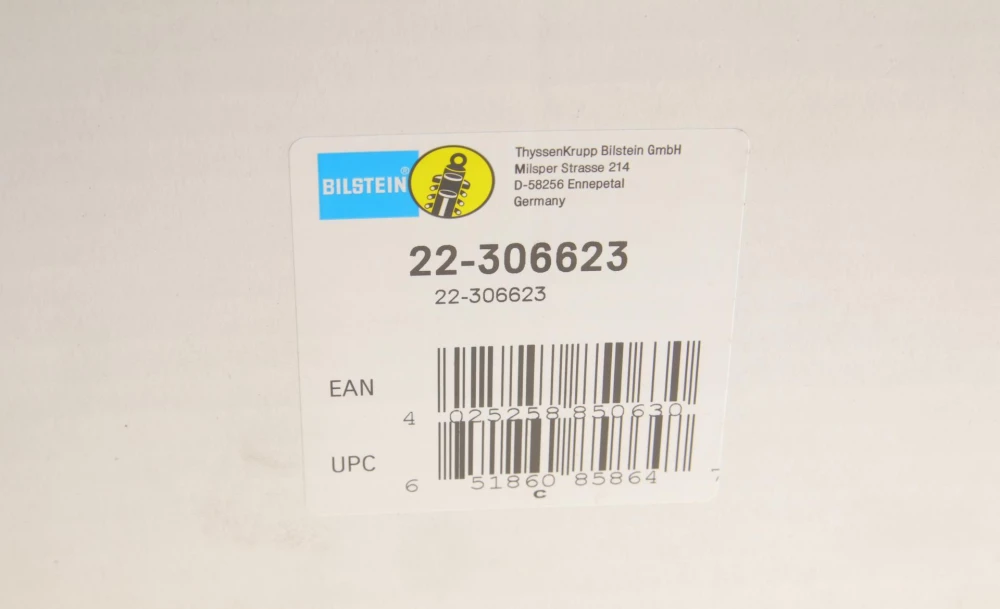 BILSTEIN®
ThyssenKrupp Bilstein GmbH
Milsper Strasse 214
D-58256 Ennepetal
Germany
22-306623
22-306623
EAN
4 025258 850630
UPC
6 51860 85864 7
C